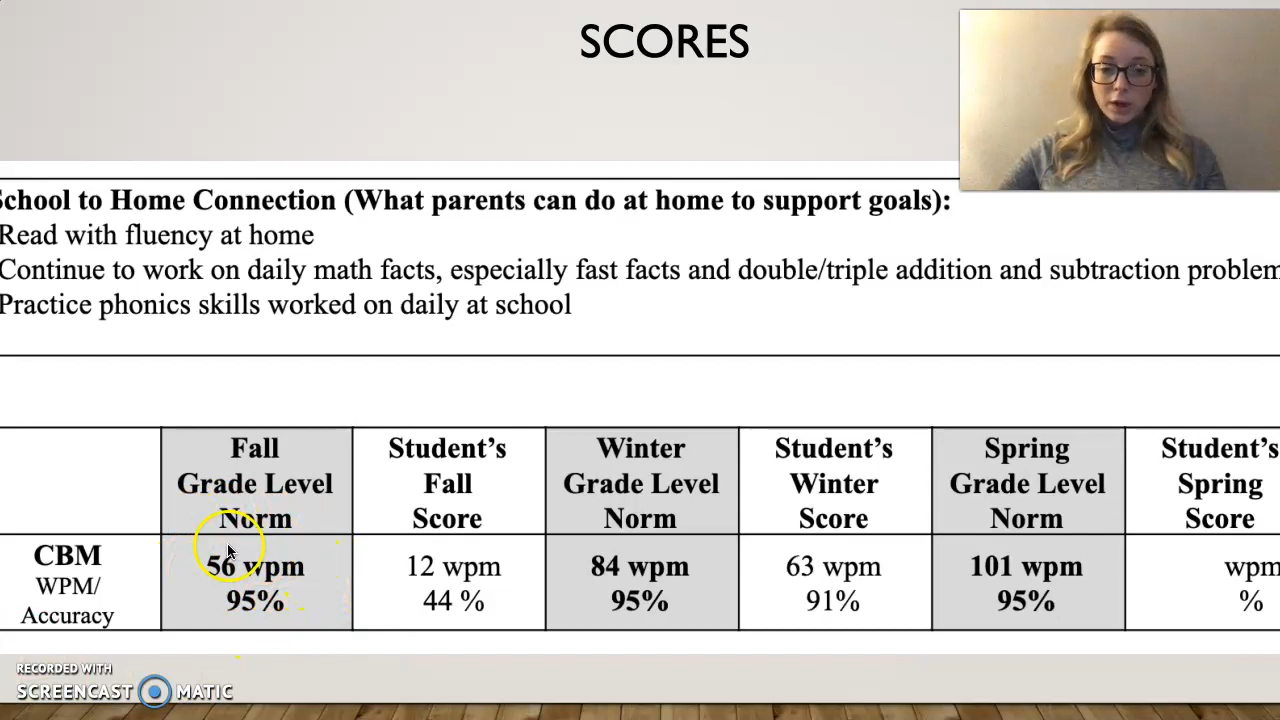 SCORES
School to Home Connection (What parents can do at home to support goals):
Read with fluency at home
Continue to work on daily math facts, especially fast facts and double/triple addition and subtraction problem
Practice phonics skills worked on daily at school
Fall Grade Level Norm
Student's Fall Score
Winter Grade Level Norm
Student's Winter Score
Spring Grade Level Norm
Student's Spring Score
CBM
WPM/
Accuracy
56 wpm
95%
12 wpm
44 %
84 wpm
95%
63 wpm
91%
101 wpm
95%
wpm
%
RECORDED WITH
SCREENCAST MATIC